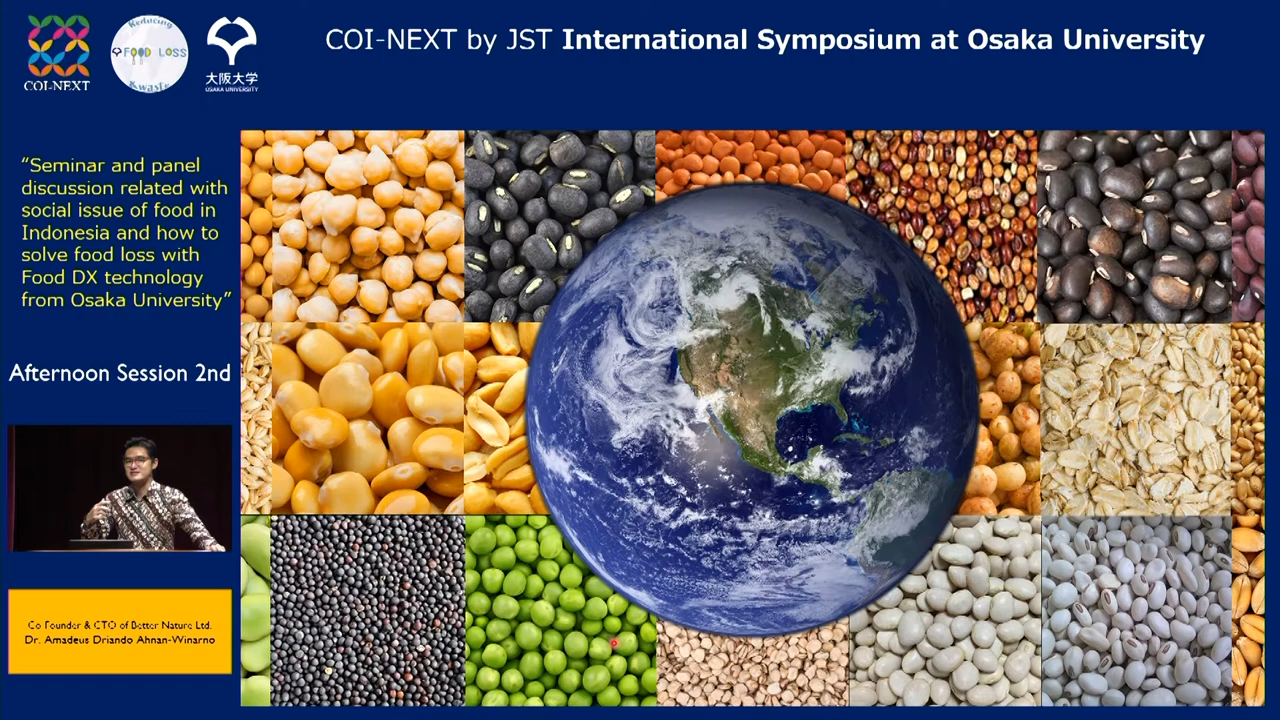 COI-NEXT
Reducing
FOOD LOSS
& waste
大阪大学
OSAKA UNIVERSITY
COI-NEXT by JST International Symposium at Osaka University
“Seminar and panel
discussion related with
social issue of food in
Indonesia and how to
solve food loss with
Food DX technology
from Osaka University”
Afternoon Session 2nd
Co Founder & CTO of Better Nature Ltd.
Dr. Amadeus Driando Ahnan-Winarno